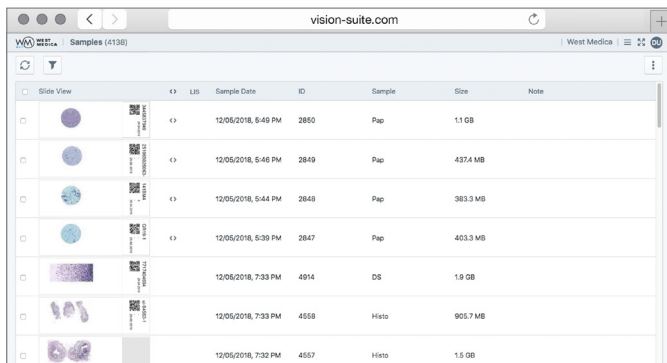 vision-suite.com
WM WEST MEDICA Samples (4138) West Medica DU
Slide View <> LIS Sample Date ID Sample Size Note
<> 12/05/2018, 5:49 PM 2850 Pap 1.1 GB
<> 12/05/2018, 5:46 PM 2849 Pap 437.4 MB
<> 12/05/2018, 5:44 PM 2848 Pap 383.3 MB
<> 12/05/2018, 5:39 PM 2847 Pap 403.3 MB
12/05/2018, 7:33 PM 4914 DS 1.9 GB
12/05/2018, 7:33 PM 4558 Histo 905.7 MB
12/05/2018, 7:32 PM 4557 Histo 1.5 GB